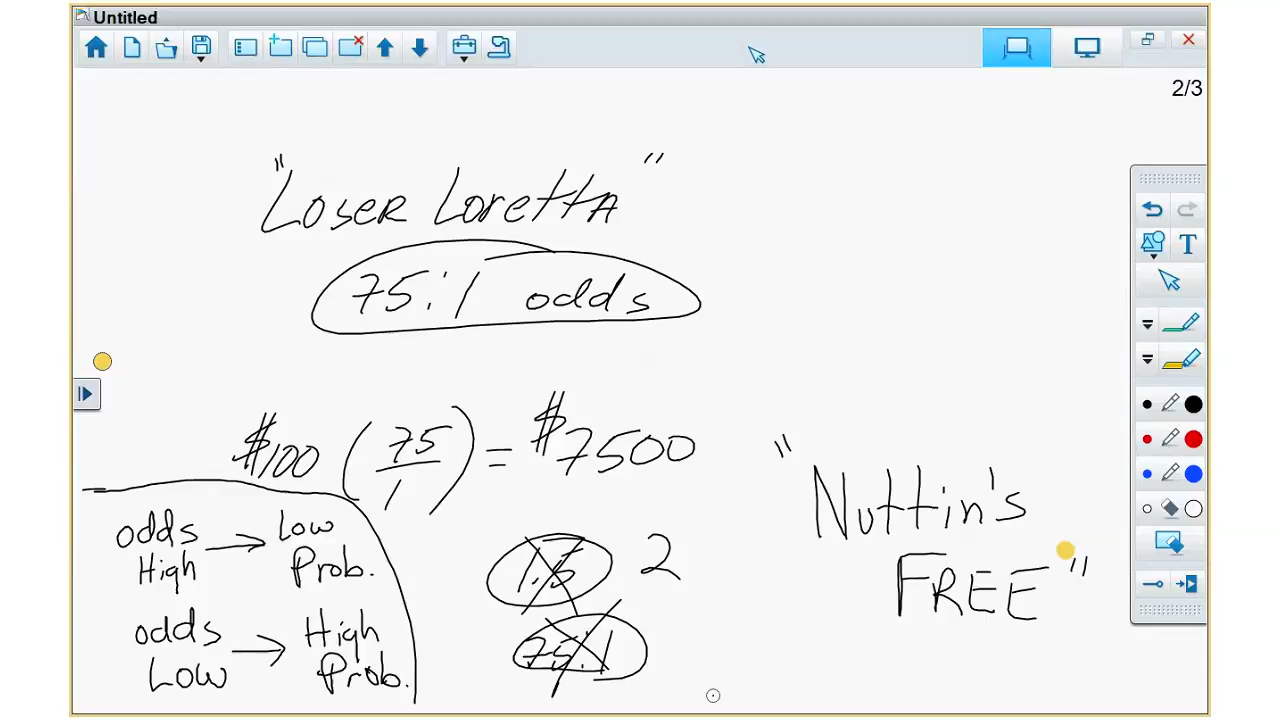 Untitled
2/3
"Loser Loretta"
75:1 odds
$100 (75/1) = $7500
odds High → Low Prob.
odds Low → High Prob.
1.5 2
75:1
"Nuttin's
FREE"
T